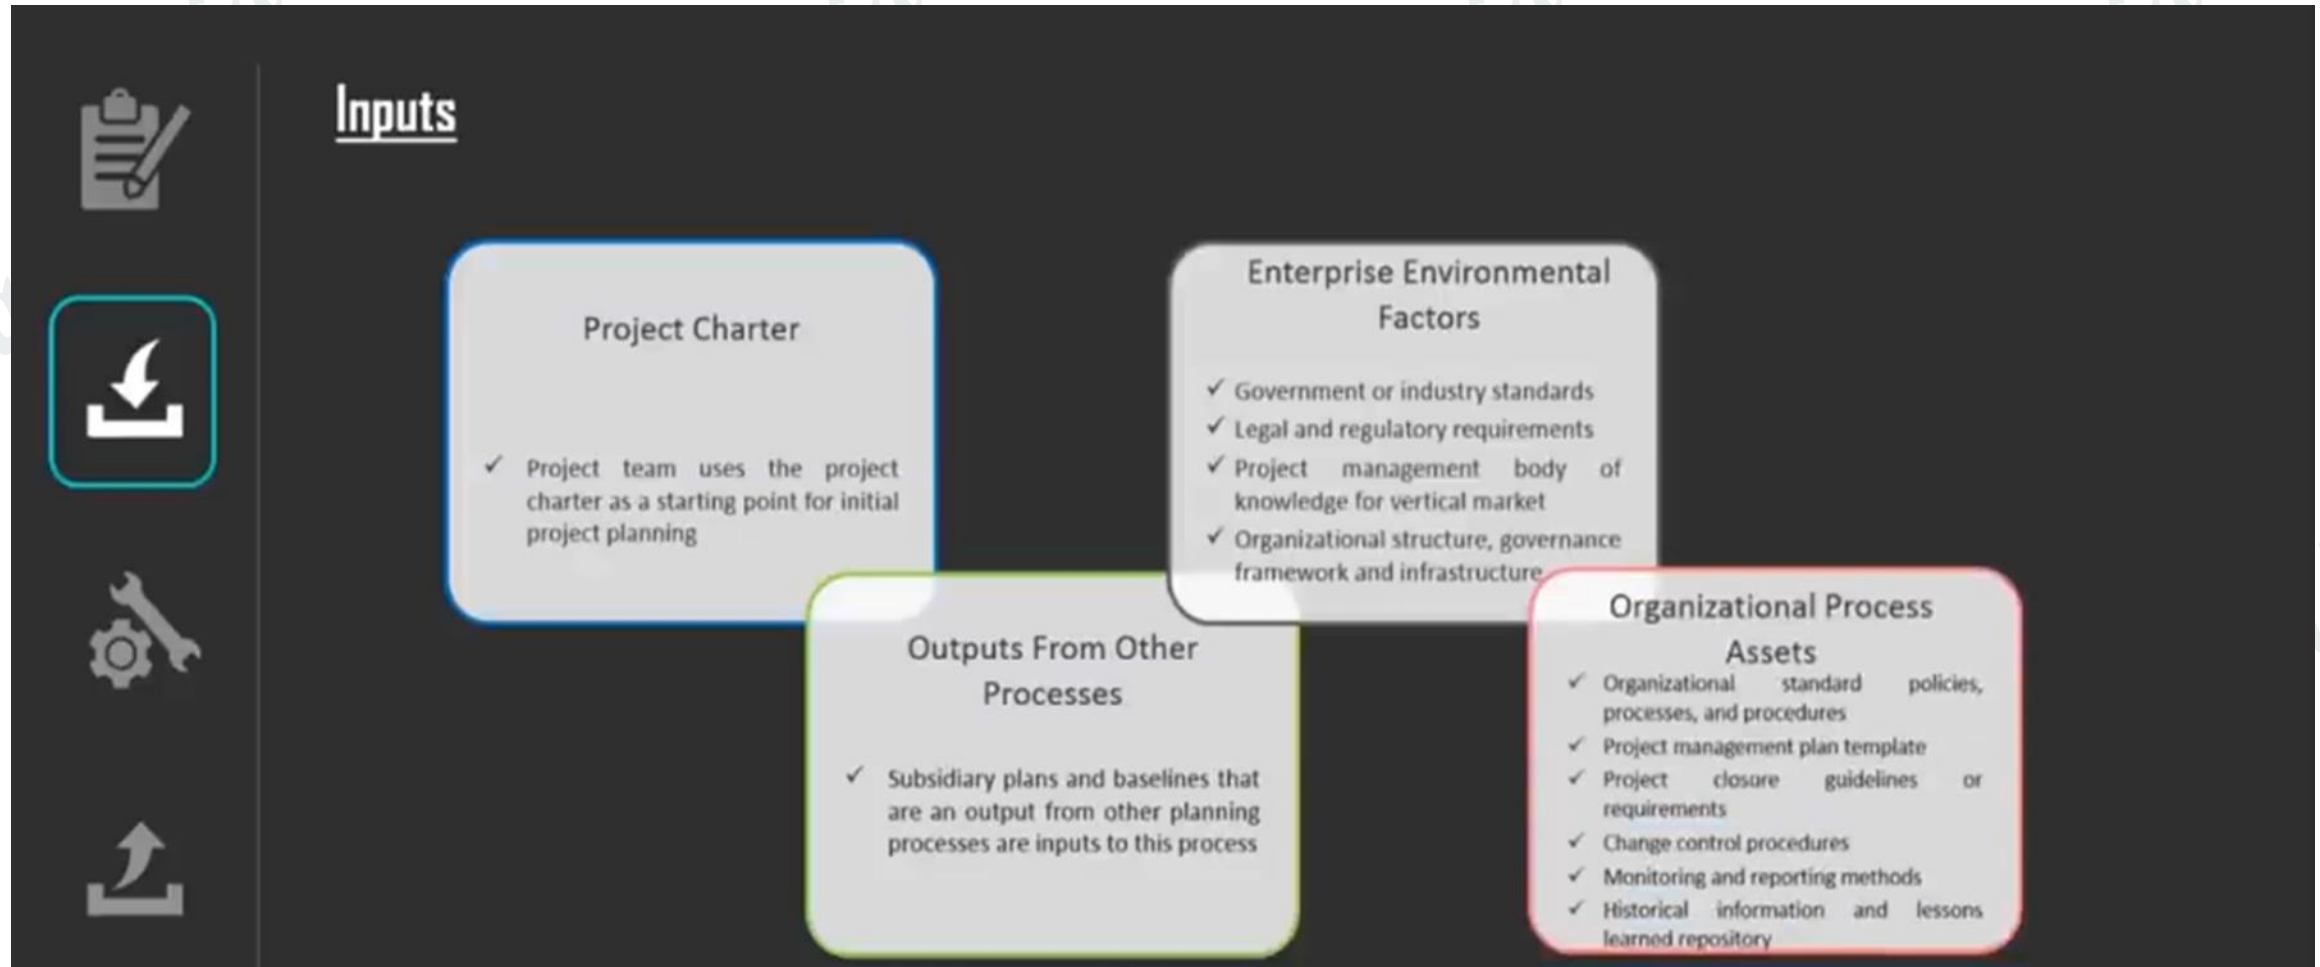 Inputs
Project Charter
✓ Project team uses the project
charter as a starting point for initial
project planning
Outputs From Other
Processes
✓ Subsidiary plans and baselines that
are an output from other planning
processes are inputs to this process
Enterprise Environmental
Factors
✓ Government or industry standards
✓ Legal and regulatory requirements
✓ Project management body of
knowledge for vertical market
✓ Organizational structure, governance
framework and infrastructure
Organizational Process
Assets
✓ Organizational standard policies,
processes, and procedures
✓ Project management plan template
✓ Project closure guidelines or
requirements
✓ Change control procedures
✓ Monitoring and reporting methods
✓ Historical information and lessons
learned repository